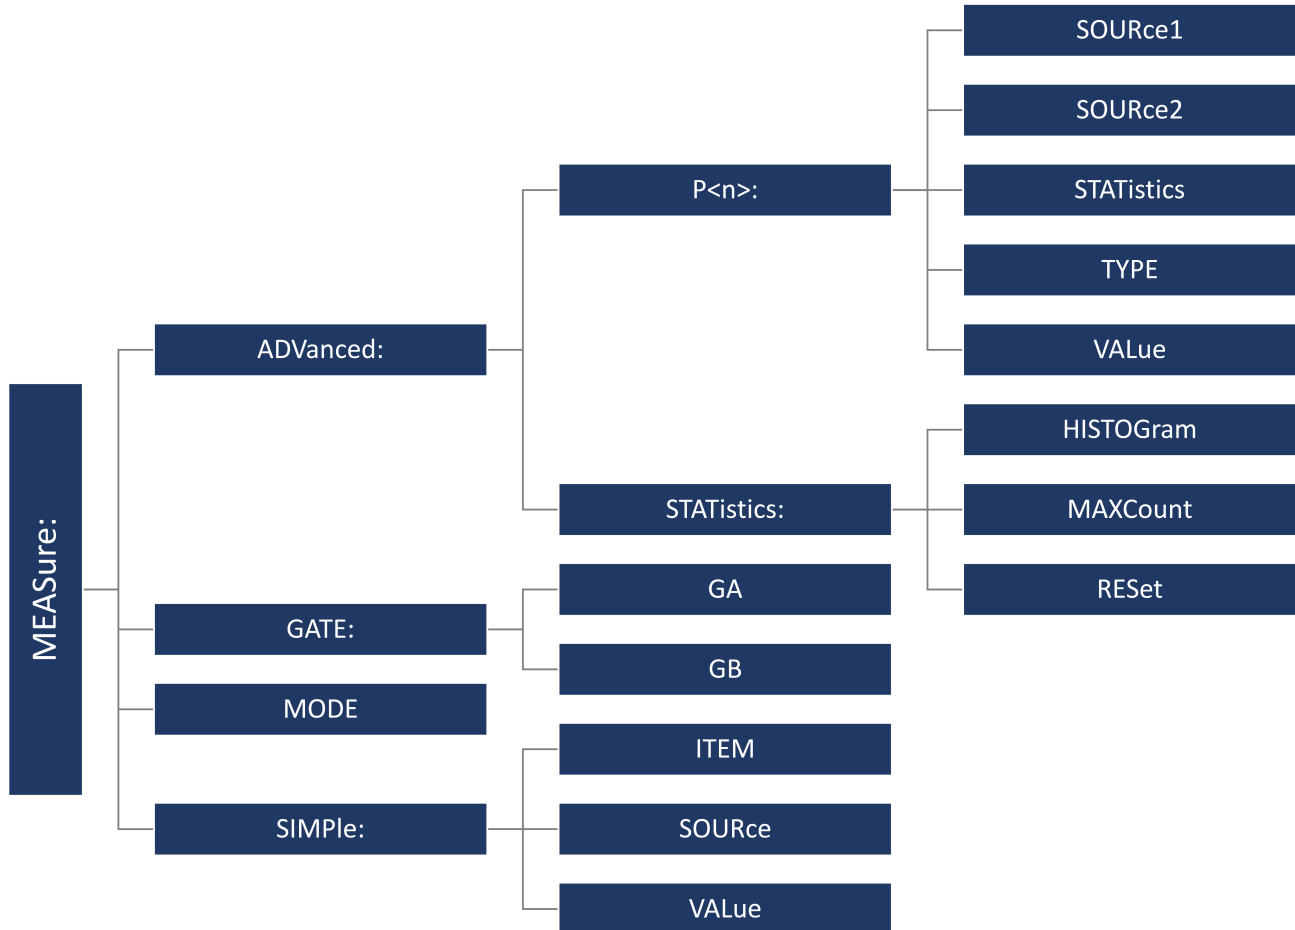 MEASure:
ADVanced:
P<n>:
SOURce1
SOURce2
STATistics
TYPE
VALue
STATistics:
HISTOGram
MAXCount
RESet
GATE:
GA
GB
MODE
SIMPle:
ITEM
SOURce
VALue